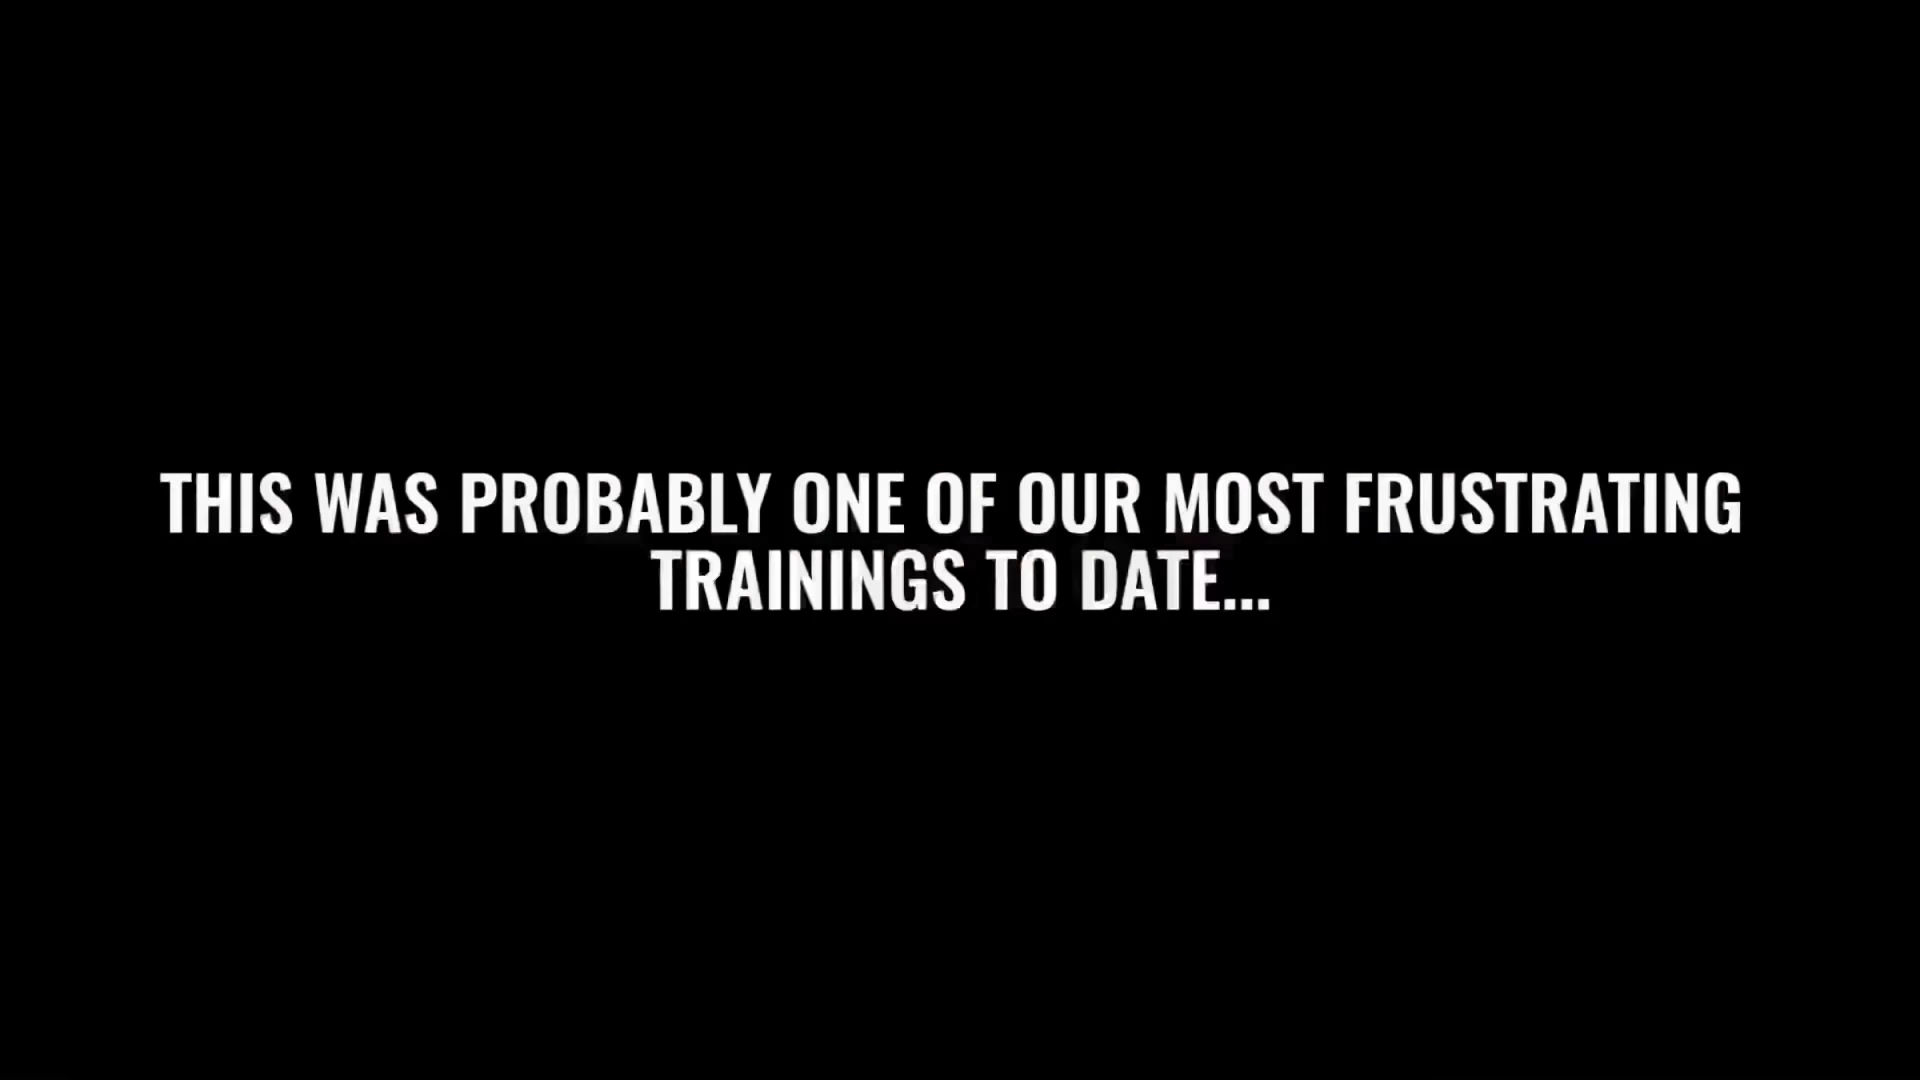 THIS WAS PROBABLY ONE OF OUR MOST FRUSTRATING
TRAININGS TO DATE...